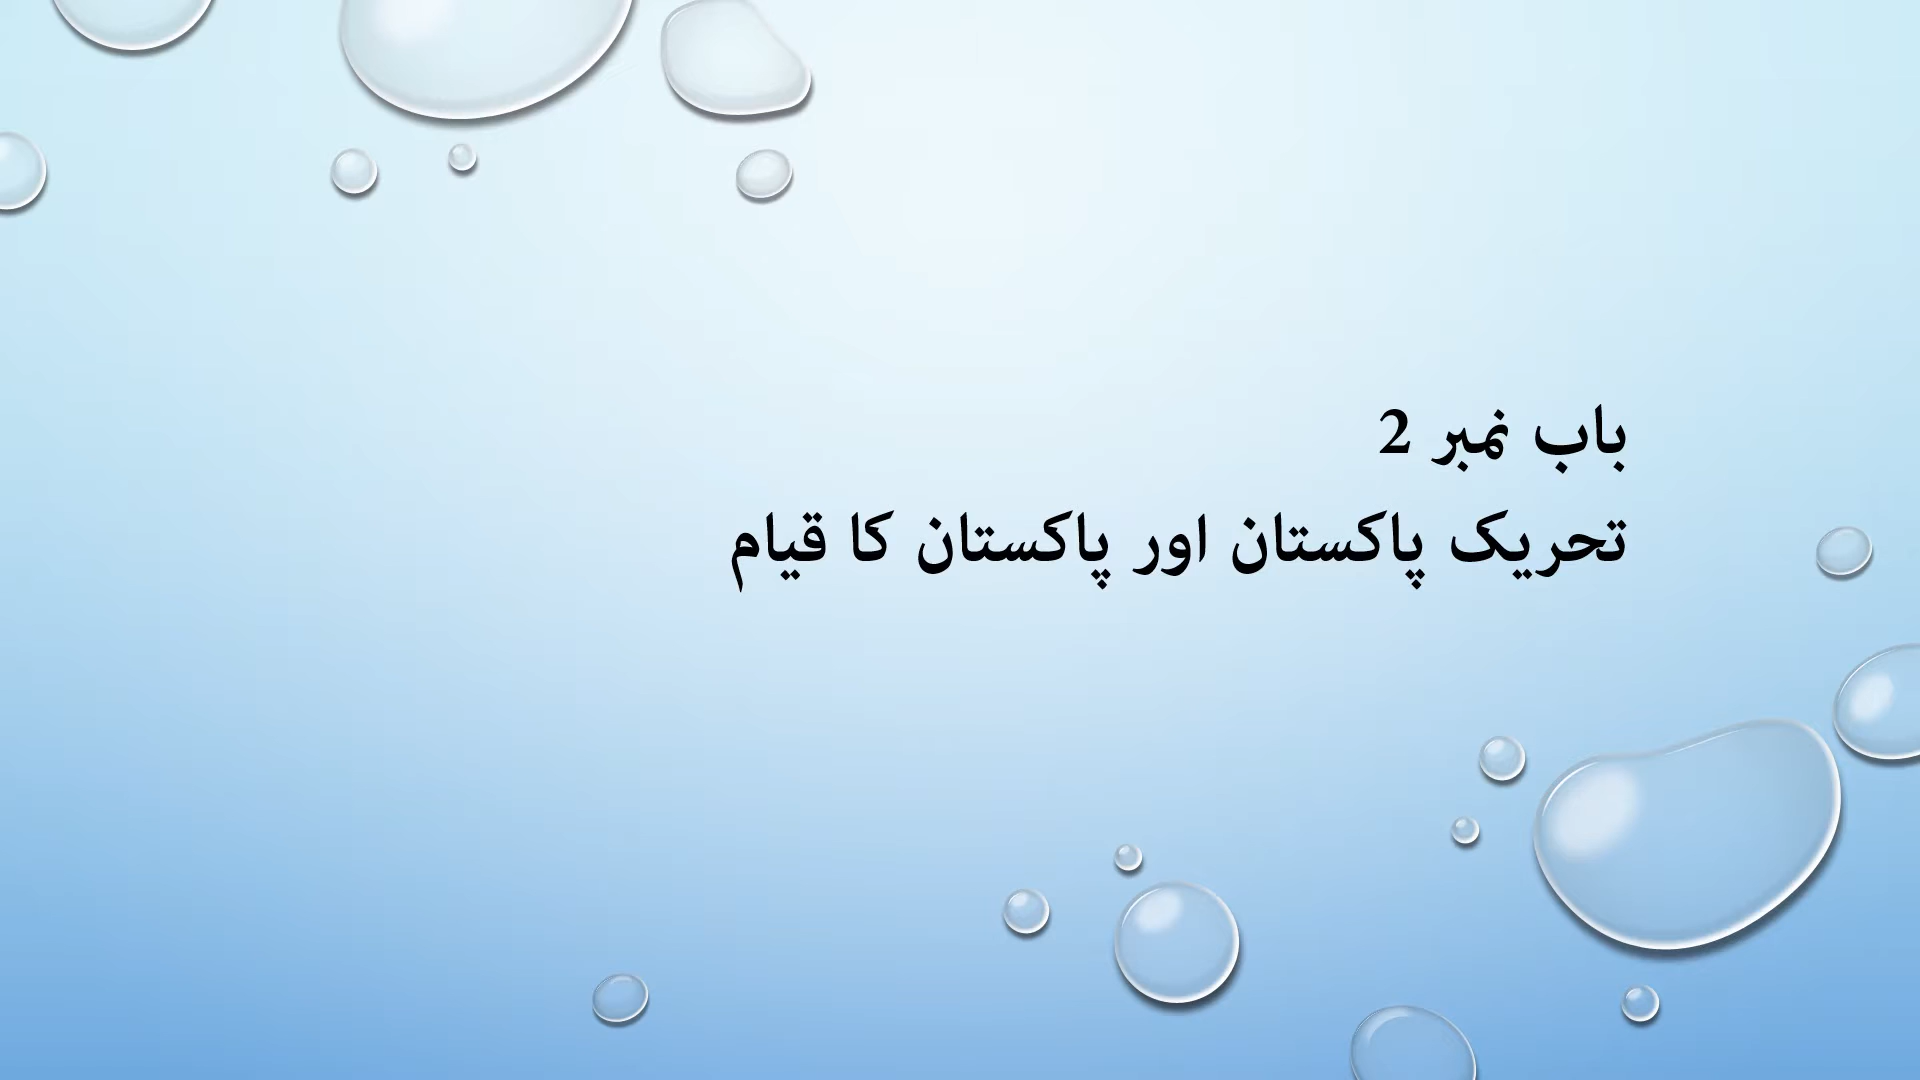 باب نمبر 2
تحریک پاکستان اور پاکستان کا قیام